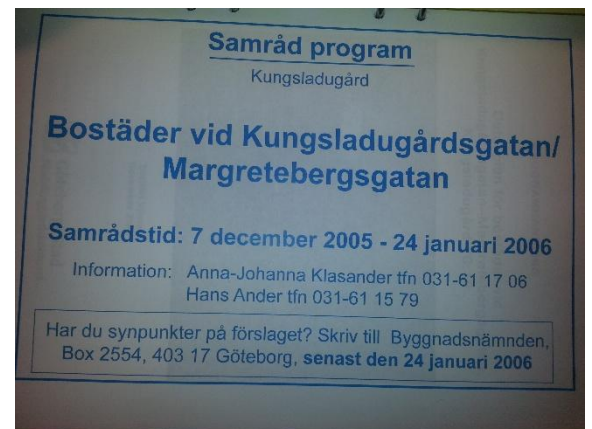 Samråd program
Kungsladugård
Bostäder vid Kungsladugårdsgatan/
Margretebergsgatan
Samrådstid: 7 december 2005 - 24 januari 2006
Information: Anna-Johanna Klasander tfn 031-61 17 06
Hans Ander tfn 031-61 15 79
Har du synpunkter på förslaget? Skriv till Byggnadsnämnden,
Box 2554, 403 17 Göteborg, senast den 24 januari 2006